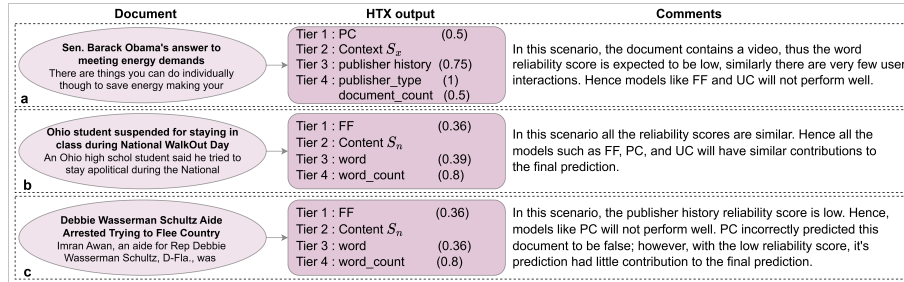 Document HTX output Comments
Sen. Barack Obama's answer to
meeting energy demands
There are things you can do individually
though to save energy making your
a
Tier 1 : PC (0.5)
Tier 2 : Context Sx
Tier 3 : publisher history (0.75)
Tier 4 : publisher_type (1)
document_count (0.5)
In this scenario, the document contains a video, thus the word
reliability score is expected to be low, similarly there are very few user
interactions. Hence models like FF and UC will not perform well.
Ohio student suspended for staying in
class during National WalkOut Day
An Ohio high schol student said he tried to
stay apolitical during the National
b
Tier 1 : FF (0.36)
Tier 2 : Content Sn
Tier 3 : word (0.39)
Tier 4 : word_count (0.8)
In this scenario all the reliability scores are similar. Hence all the
models such as FF, PC, and UC will have similar contributions to
the final prediction.
Debbie Wasserman Schultz Aide
Arrested Trying to Flee Country
Imran Awan, an aide for Rep Debbie
Wasserman Schultz, D-Fla., was
c
Tier 1 : FF (0.36)
Tier 2 : Content Sn
Tier 3 : word (0.36)
Tier 4 : word_count (0.8)
In this scenario, the publisher history reliability score is low. Hence,
models like PC will not perform well. PC incorrectly predicted this
document to be false; however, with the low reliability score, it's
prediction had little contribution to the final prediction.